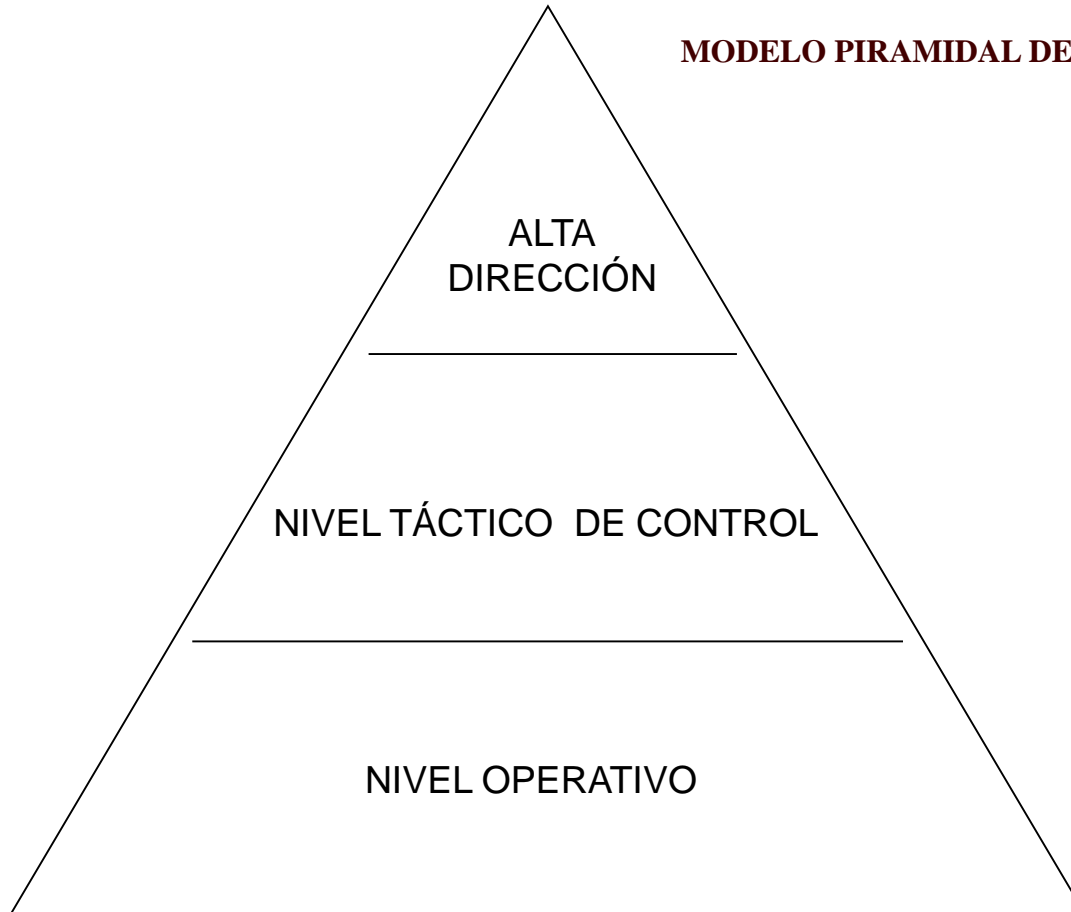 MODELO PIRAMIDAL DE
ALTA
DIRECCIÓN
NIVEL TÁCTICO DE CONTROL
NIVEL OPERATIVO